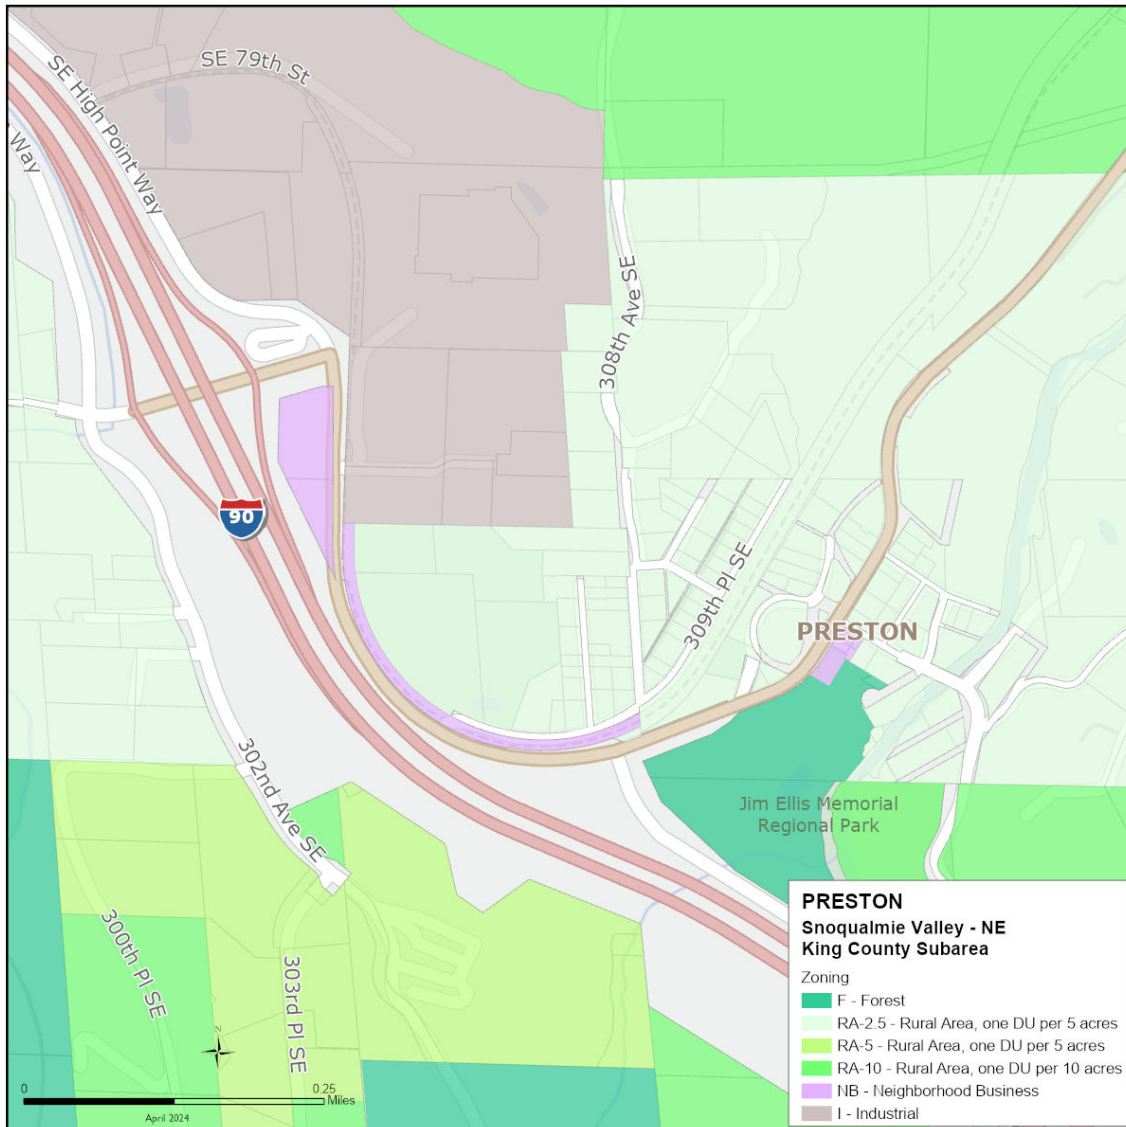 SE 79th St
SE High Point Way
Way
308th Ave SE
90
309th Pl SE
PRESTON
302nd Ave SE
Jim Ellis Memorial
Regional Park
300th Pl SE
303rd Pl SE
PRESTON
Snoqualmie Valley - NE
King County Subarea
Zoning
F - Forest
RA-2.5 - Rural Area, one DU per 5 acres
RA-5 - Rural Area, one DU per 5 acres
RA-10 - Rural Area, one DU per 10 acres
NB - Neighborhood Business
I - Industrial
N
0 0.25
Miles
April 2024